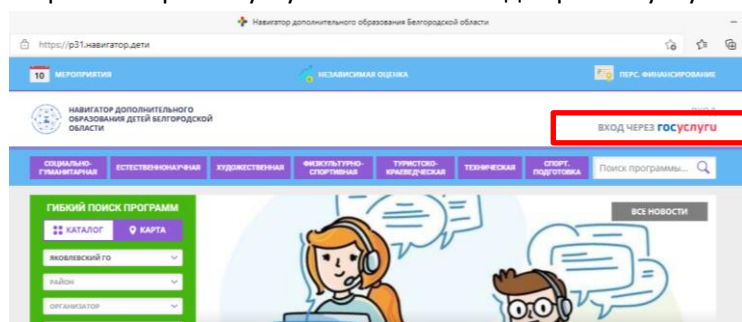 Навигатор дополнительного образования Белгородской области
https://р31.навигатор.дети
10 МЕРОПРИЯТИЯ
НЕЗАВИСИМАЯ ОЦЕНКА
ПЕРС. ФИНАНСИРОВАНИЕ
НАВИГАТОР ДОПОЛНИТЕЛЬНОГО
ОБРАЗОВАНИЯ ДЕТЕЙ БЕЛГОРОДСКОЙ
ОБЛАСТИ
ВХОД ЧЕРЕЗ госуслуги
СОЦИАЛЬНО-
ГУМАНИТАРНАЯ
ЕСТЕСТВЕННОНАУЧНАЯ
ХУДОЖЕСТВЕННАЯ
ФИЗКУЛЬТУРНО-
СПОРТИВНАЯ
ТУРИСТСКО-
КРАЕВЕДЧЕСКАЯ
ТЕХНИЧЕСКАЯ
СПОРТ.
ПОДГОТОВКА
Поиск программы...
ГИБКИЙ ПОИСК ПРОГРАММ
КАТАЛОГ
КАРТА
ВСЕ НОВОСТИ
ЯКОВЛЕВСКИЙ ГО
РАЙОН
ОРГАНИЗАТОР